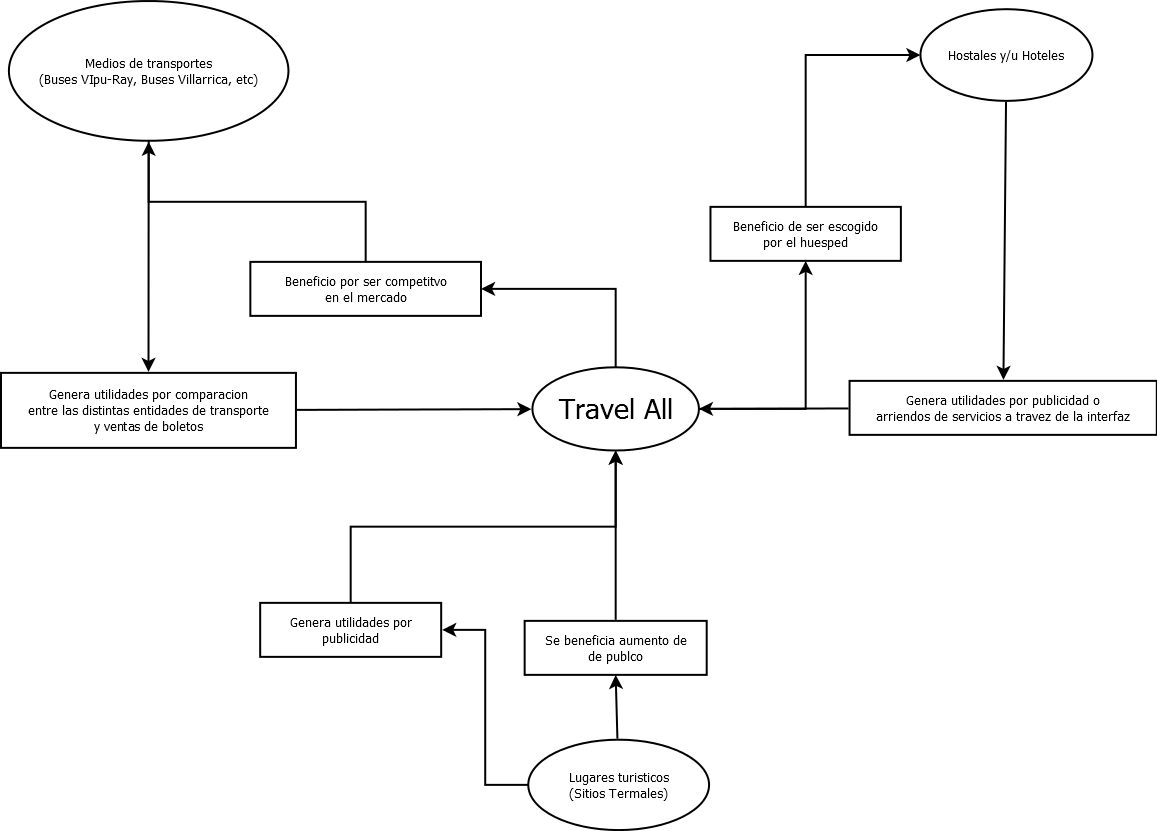 Medios de transportes
(Buses VIpu-Ray, Buses Villarrica, etc)
Hostales y/u Hoteles
Beneficio de ser escogido
por el huesped
Beneficio por ser competitvo
en el mercado
Genera utilidades por comparacion
entre las distintas entidades de transporte
y ventas de boletos
Travel All
Genera utilidades por publicidad o
arriendos de servicios a travez de la interfaz
Genera utilidades por
publicidad
Se beneficia aumento de
de publco
Lugares turisticos
(Sitios Termales)